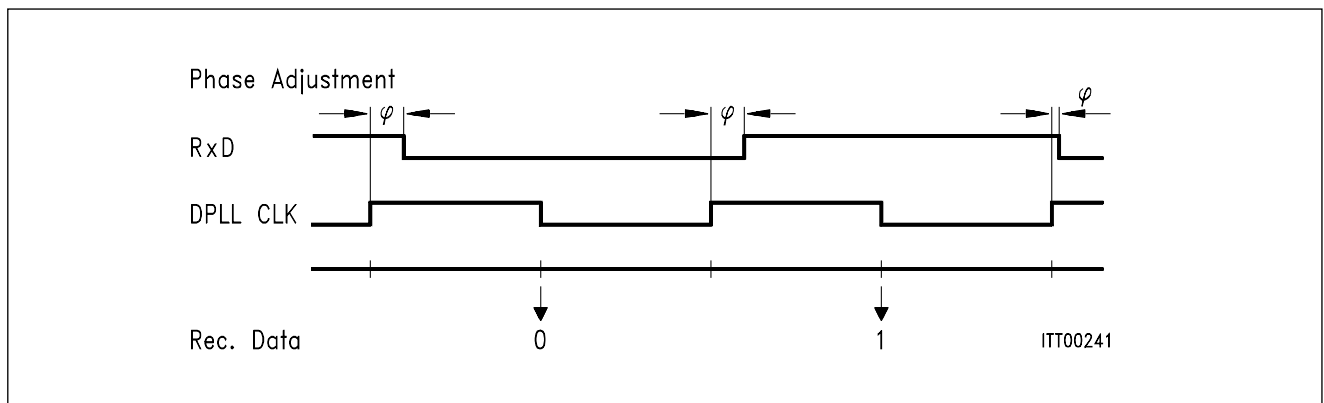 Phase Adjustment
φ φ φ
RxD
DPLL CLK
0 1
Rec. Data ITT00241